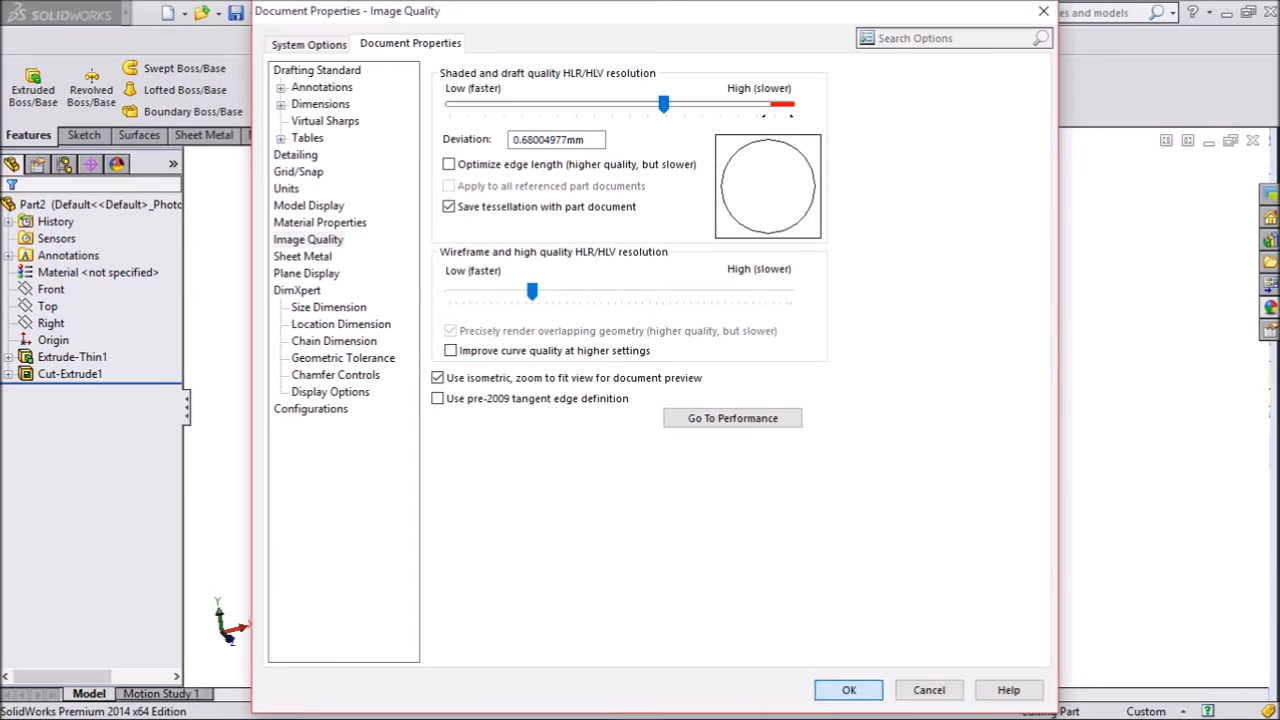 SOLIDWORKS
Document Properties - Image Quality
es and models
System Options
Document Properties
Search Options
Extruded
Boss/Base
Revolved
Boss/Base
Swept Boss/Base
Lofted Boss/Base
Boundary Boss/Base
Features
Sketch
Surfaces
Sheet Metal
Part2 (Default<<Default>_Photo
History
Sensors
Annotations
Material <not specified>
Front
Top
Right
Origin
Extrude-Thin1
Cut-Extrude1
Drafting Standard
Annotations
Dimensions
Virtual Sharps
Tables
Detailing
Grid/Snap
Units
Model Display
Material Properties
Image Quality
Sheet Metal
Plane Display
DimXpert
Size Dimension
Location Dimension
Chain Dimension
Geometric Tolerance
Chamfer Controls
Display Options
Configurations
Shaded and draft quality HLR/HLV resolution
Low (faster)
High (slower)
Deviation:
0.68004977mm
Optimize edge length (higher quality, but slower)
Apply to all referenced part documents
Save tessellation with part document
Wireframe and high quality HLR/HLV resolution
Low (faster)
High (slower)
Precisely render overlapping geometry (higher quality, but slower)
Improve curve quality at higher settings
Use isometric, zoom to fit view for document preview
Use pre-2009 tangent edge definition
Go To Performance
Y
X
Z
OK
Cancel
Help
Model
Motion Study 1
SolidWorks Premium 2014 x64 Edition
Editing Part
Custom